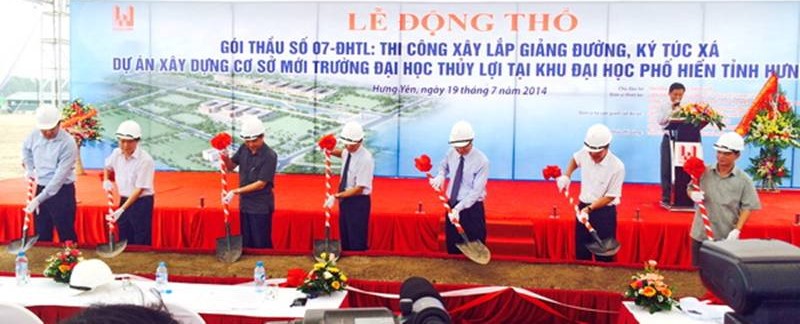 LỄ ĐỘNG THỔ
GÓI THẦU SỐ 07-ĐHTL: THI CÔNG XÂY LẮP GIẢNG ĐƯỜNG, KÝ TÚC XÁ
DỰ ÁN XÂY DỰNG CƠ SỞ MỚI TRƯỜNG ĐẠI HỌC THỦY LỢI TẠI KHU ĐẠI HỌC PHỐ HIẾN TỈNH HƯN
Hưng Yên, ngày 19 tháng 7 năm 2014